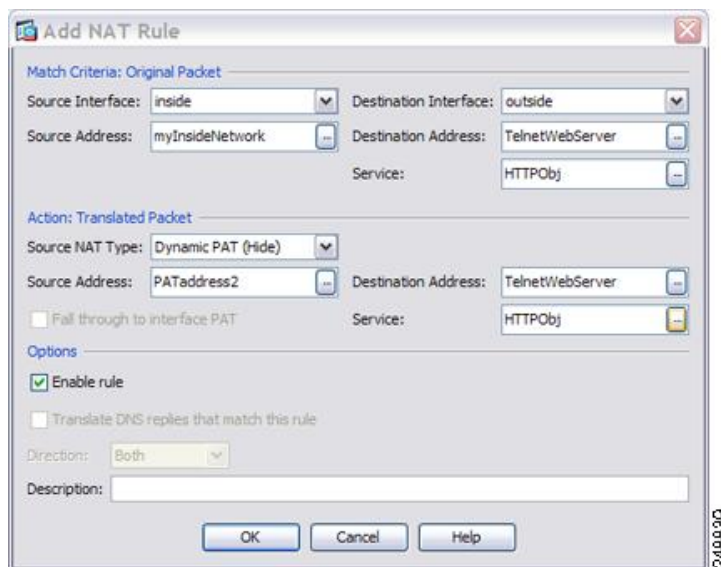 Add NAT Rule
Match Criteria: Original Packet
Source Interface: inside Destination Interface: outside
Source Address: myInsideNetwork ... Destination Address: TelnetWebServer ...
Service: HTTPObj ...
Action: Translated Packet
Source NAT Type: Dynamic PAT (Hide)
Source Address: PATaddress2 ... Destination Address: TelnetWebServer ...
Fall through to interface PAT Service: HTTPObj ...
Options
Enable rule
Translate DNS replies that match this rule
Direction: Both
Description:
OK Cancel Help